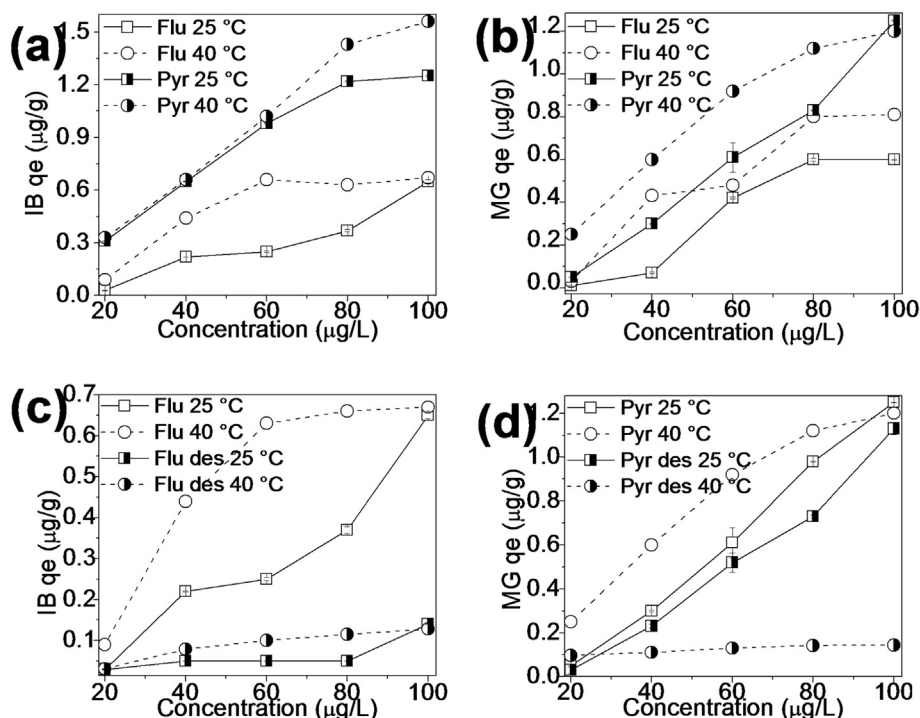 (a)
Flu 25 °C
Flu 40 °C
Pyr 25 °C
Pyr 40 °C
IB qe (µg/g)
1.5
1.2
0.9
0.6
0.3
0.0
20 40 60 80 100
Concentration (µg/L)
(b)
Flu 25 °C
Flu 40 °C
Pyr 25 °C
Pyr 40 °C
MG qe (µg/g)
1.2
1.0
0.8
0.6
0.4
0.2
0.0
20 40 60 80 100
Concentration (µg/L)
(c)
Flu 25 °C
Flu 40 °C
Flu des 25 °C
Flu des 40 °C
IB qe (µg/g)
0.7
0.6
0.5
0.4
0.3
0.2
0.1
20 40 60 80 100
Concentration (µg/L)
(d)
Pyr 25 °C
Pyr 40 °C
Pyr des 25 °C
Pyr des 40 °C
MG qe (µg/g)
1.2
1.0
0.8
0.6
0.4
0.2
0.0
20 40 60 80 100
Concentration (µg/L)